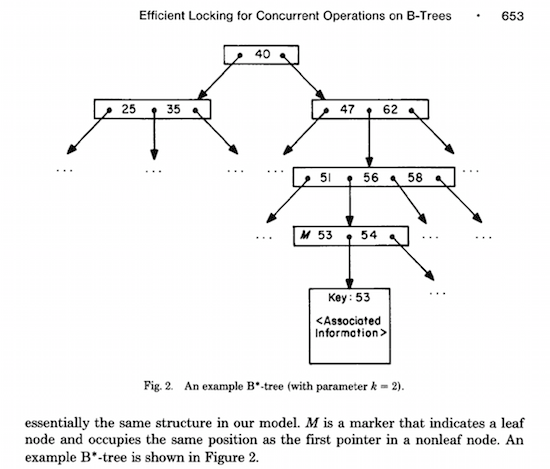 Efficient Locking for Concurrent Operations on B-Trees • 653
40
25 35
47 62
... ... ... ... ...
51 56 58
... M 53 54 ... ...
...
Key: 53
<Associated
Information>
Fig. 2. An example B*-tree (with parameter k = 2).
essentially the same structure in our model. M is a marker that indicates a leaf
node and occupies the same position as the first pointer in a nonleaf node. An
example B*-tree is shown in Figure 2.